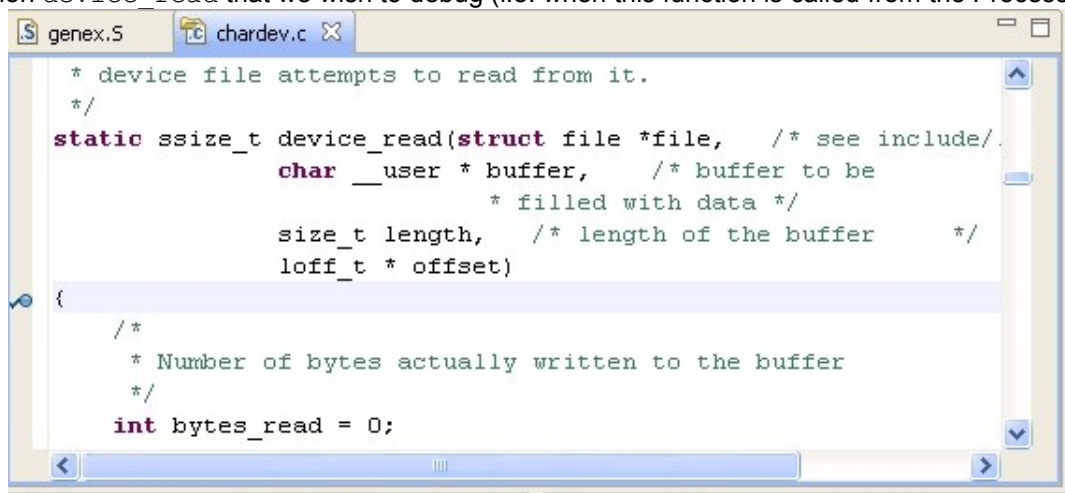 device_read that we wish to debug (i.e. when this function is called from the
genex.S chardev.c
* device file attempts to read from it.
*/
static ssize_t device_read(struct file *file, /* see include/.
char __user * buffer, /* buffer to be
* filled with data */
size_t length, /* length of the buffer */
loff_t * offset)
{
/*
* Number of bytes actually written to the buffer
*/
int bytes_read = 0;